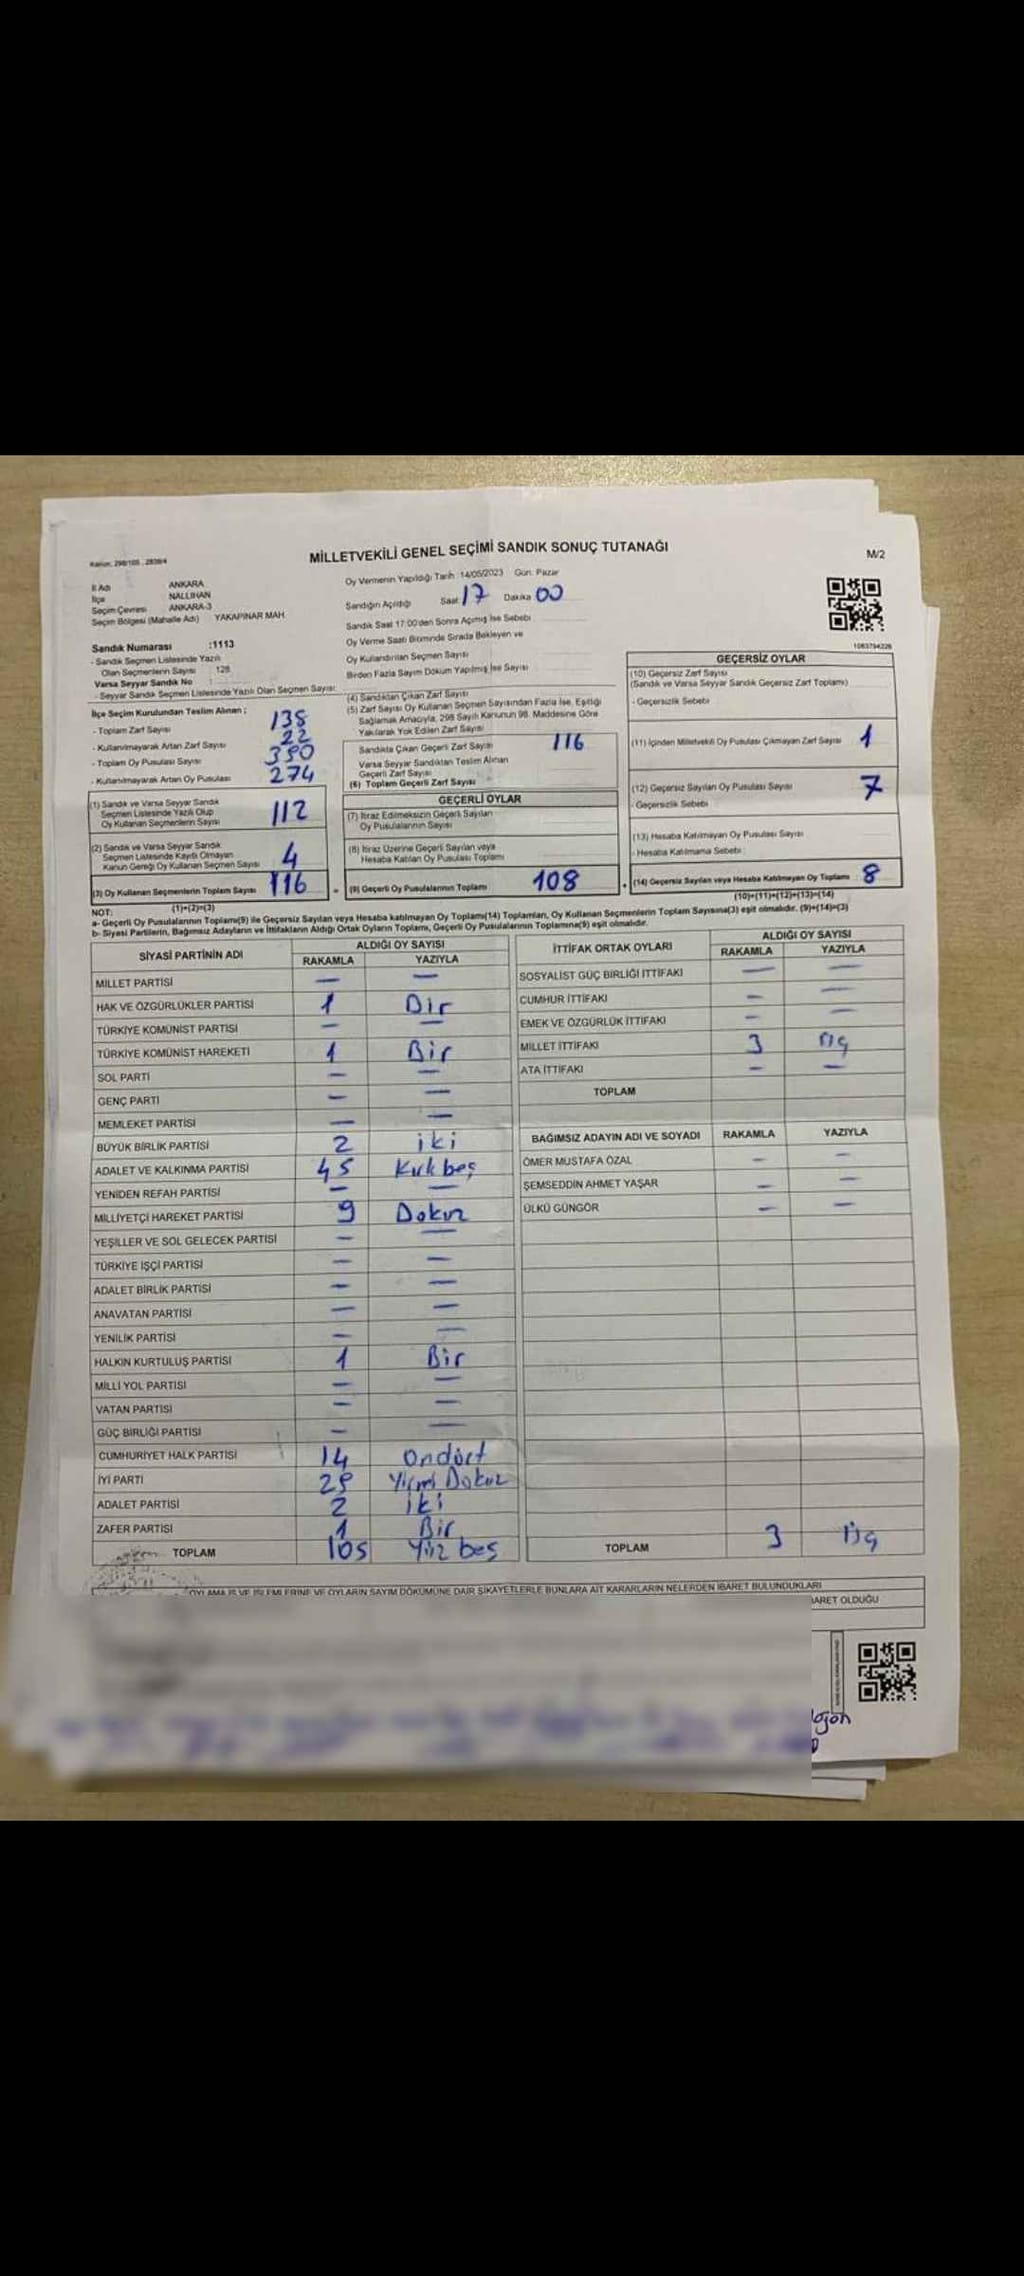 Kanun: 298/105 , 2839/4
MİLLETVEKİLİ GENEL SEÇİMİ SANDIK SONUÇ TUTANAĞI
M/2
İl Adı ANKARA
İlçe NALLIHAN
Seçim Çevresi ANKARA-3
Seçim Bölgesi (Mahalle Adı) YAKAPINAR MAH
Oy Vermenin Yapıldığı Tarih :14/05/2023 Gün: Pazar
Sandığın Açıldığı Saat: 17 Dakika 00
Sandık Saat 17:00'den Sonra Açımış İse Sebebi
Oy Verme Saati Bitiminde Sırada Bekleyen ve
Oy Kullandırılan Seçmen Sayısı
Birden Fazla Sayım Döküm Yapılmış İse Sayısı
Sandık Numarası :1113
- Sandık Seçmen Listesinde Yazılı
Olan Seçmenlerin Sayısı 128
Varsa Seyyar Sandık No :
- Seyyar Sandık Seçmen Listesinde Yazılı Olan Seçmen Sayısı:
İlçe Seçim Kurulundan Teslim Alınan ;
- Toplam Zarf Sayısı 138
- Kullanılmayarak Artan Zarf Sayısı 22
- Toplam Oy Pusulası Sayısı 390
- Kullanılmayarak Artan Oy Pusulası 274
(1) Sandık ve Varsa Seyyar Sandık
Seçmen Listesinde Yazılı Olup
Oy Kullanan Seçmenlerin Sayısı 112
(2) Sandık ve Varsa Seyyar Sandık
Seçmen Listesinde Kayıtlı Olmayan
Kanun Gereği Oy Kullanan Seçmen Sayısı 4
(3) Oy Kullanan Seçmenlerin Toplam Sayısı 116
(1)+(2)=(3)
(4) Sandıktan Çıkan Zarf Sayısı
(5) Zarf Sayısı Oy Kullanan Seçmen Sayısından Fazla İse, Eşitliği
Sağlamak Amacıyla, 298 Sayılı Kanunun 98. Maddesine Göre
Yakılarak Yok Edilen Zarf Sayısı
Sandıkta Çıkan Geçerli Zarf Sayısı 116
Varsa Seyyar Sandıktan Teslim Alınan
Geçerli Zarf Sayısı
(6) Toplam Geçerli Zarf Sayısı
GEÇERLİ OYLAR
(7) İtiraz Edilmeksizin Geçerli Sayılan
Oy Pusulalarının Sayısı
(8) İtiraz Üzerine Geçerli Sayılan veya
Hesaba Katılan Oy Pusulası Toplamı
= (9) Geçerli Oy Pusulalarının Toplamı 108 +
1083794226
GEÇERSİZ OYLAR
(10) Geçersiz Zarf Sayısı
(Sandık ve Varsa Seyyar Sandık Geçersiz Zarf Toplamı)
- Geçersizlik Sebebi
(11) İçinden Milletvekili Oy Pusulası Çıkmayan Zarf Sayısı 1
(12) Geçersiz Sayılan Oy Pusulası Sayısı 7
- Geçersizlik Sebebi
(13) Hesaba Katılmayan Oy Pusulası Sayısı
- Hesaba Katılmama Sebebi :
(14) Geçersiz Sayılan veya Hesaba Katılmayan Oy Toplamı 8
(10)+(11)+(12)+(13)=(14)
NOT:
a- Geçerli Oy Pusulalarının Toplamı(9) ile Geçersiz Sayılan veya Hesaba katılmayan Oy Toplamı(14) Toplamları, Oy Kullanan Seçmenlerin Toplam Sayısına(3) eşit olmalıdır. (9)+(14)=(3)
b- Siyasi Partilerin, Bağımsız Adayların ve İttifakların Aldığı Ortak Oyların Toplamı, Geçerli Oy Pusulalarının Toplamına(9) eşit olmalıdır.
SİYASİ PARTİNİN ADI ALDIĞI OY SAYISI
RAKAMLA YAZIYLA
MİLLET PARTİSİ — —
HAK VE ÖZGÜRLÜKLER PARTİSİ 1 Bir
TÜRKİYE KOMÜNİST PARTİSİ — —
TÜRKİYE KOMÜNİST HAREKETİ 1 Bir
SOL PARTİ — —
GENÇ PARTİ — —
MEMLEKET PARTİSİ — —
BÜYÜK BİRLİK PARTİSİ 2 iki
ADALET VE KALKINMA PARTİSİ 45 Kırkbeş
YENİDEN REFAH PARTİSİ — —
MİLLİYETÇİ HAREKET PARTİSİ 9 Dokuz
YEŞİLLER VE SOL GELECEK PARTİSİ — —
TÜRKİYE İŞÇİ PARTİSİ — —
ADALET BİRLİK PARTİSİ — —
ANAVATAN PARTİSİ — —
YENİLİK PARTİSİ — —
HALKIN KURTULUŞ PARTİSİ 1 Bir
MİLLİ YOL PARTİSİ — —
VATAN PARTİSİ — —
GÜÇ BİRLİĞİ PARTİSİ — —
CUMHURİYET HALK PARTİSİ 14 Ondört
İYİ PARTİ 29 Yirmi Dokuz
ADALET PARTİSİ 2 iki
ZAFER PARTİSİ 1 Bir
TOPLAM 105 Yüz beş
İTTİFAK ORTAK OYLARI ALDIĞI OY SAYISI
RAKAMLA YAZIYLA
SOSYALİST GÜÇ BİRLİĞİ İTTİFAKI — —
CUMHUR İTTİFAKI — —
EMEK VE ÖZGÜRLÜK İTTİFAKI — —
MİLLET İTTİFAKI 3 Üç
ATA İTTİFAKI — —
TOPLAM
BAĞIMSIZ ADAYIN ADI VE SOYADI RAKAMLA YAZIYLA
ÖMER MUSTAFA ÖZAL — —
ŞEMSEDDİN AHMET YAŞAR — —
ÜLKÜ GÜNGÖR — —
TOPLAM 3 Üç
OYLAMA İŞ VE İŞLEMLERİNE VE OYLARIN SAYIM DÖKÜMÜNE DAİR ŞİKAYETLERLE BUNLARA AİT KARARLARIN NELERDEN İBARET BULUNDUKLARI
BARET OLDUĞU